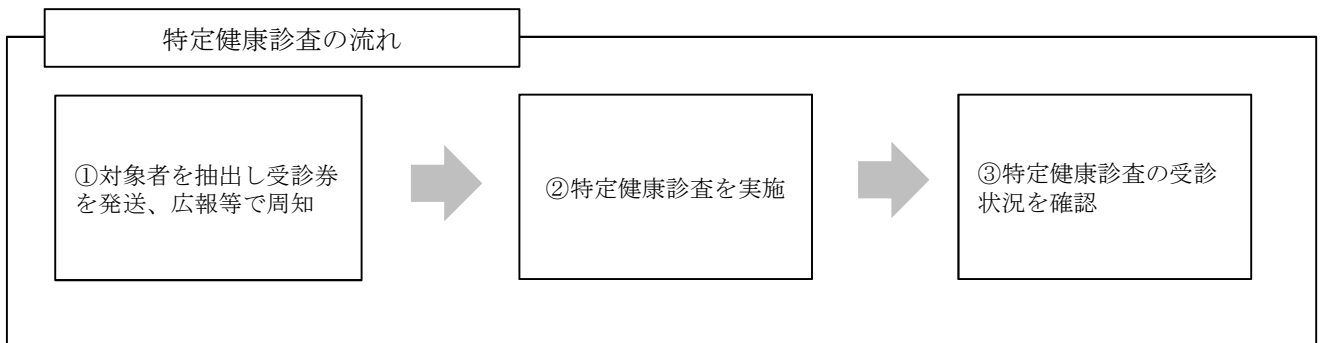 特定健康診査の流れ
①対象者を抽出し受診券
を発送、広報等で周知
②特定健康診査を実施
③特定健康診査の受診
状況を確認